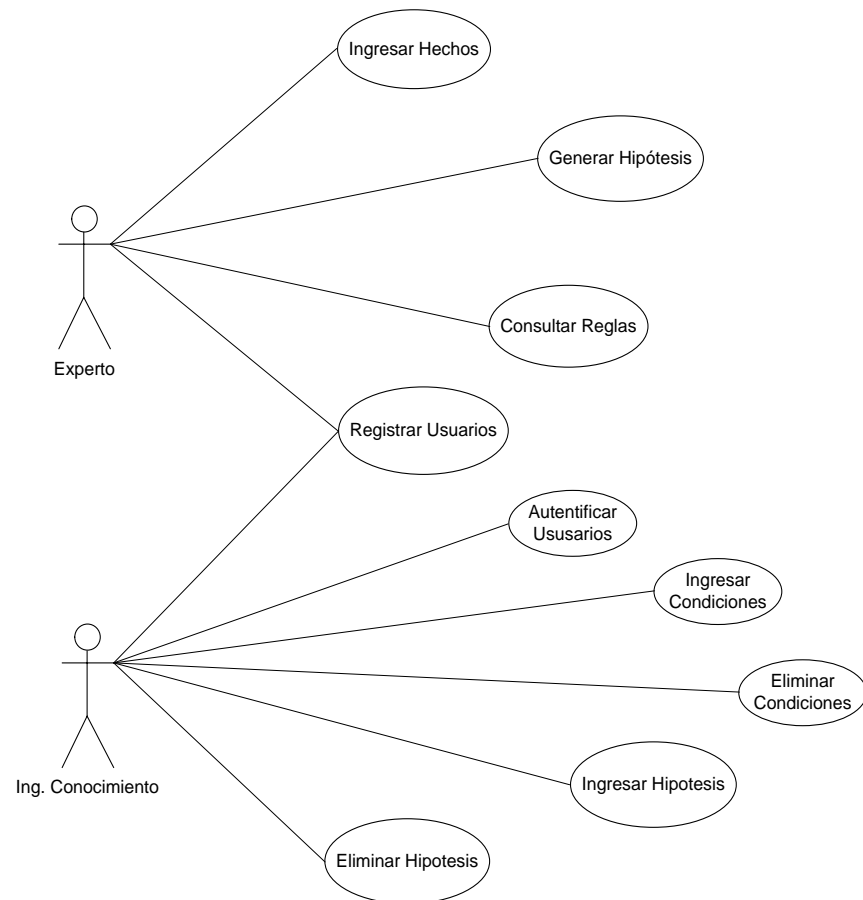 Ingresar Hechos
Generar Hipótesis
Consultar Reglas
Experto
Registrar Usuarios
Autentificar
Ususarios
Ingresar
Condiciones
Eliminar
Condiciones
Ing. Conocimiento
Ingresar Hipotesis
Eliminar Hipotesis